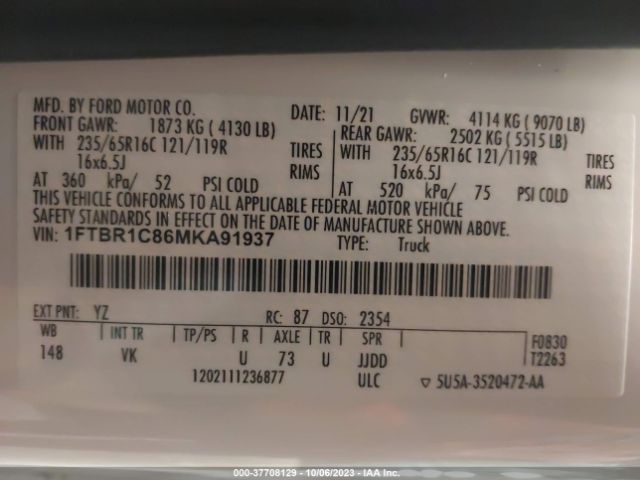 MFD. BY FORD MOTOR CO. DATE: 11/21 GVWR: 4114 KG ( 9070 LB)
FRONT GAWR: 1873 KG ( 4130 LB) REAR GAWR: 2502 KG ( 5515 LB)
WITH 235/65R16C 121/119R TIRES WITH 235/65R16C 121/119R TIRES
16x6.5J RIMS 16x6.5J RIMS
AT 360 kPa/ 52 PSI COLD AT 520 kPa/ 75 PSI COLD
THIS VEHICLE CONFORMS TO ALL APPLICABLE FEDERAL MOTOR VEHICLE
SAFETY STANDARDS IN EFFECT ON THE DATE OF MANUFACTURE SHOWN ABOVE.
VIN: 1FTBR1C86MKA91937 TYPE: Truck
EXT PNT: YZ RC: 87 DSO: 2354
WB INT TR TP/PS R AXLE TR SPR F0830
148 VK U 73 U JJDD T2263
1202111236877 ULC ▽ 5U5A-3520472-AA
000-37708129 - 10/06/2023 - IAA Inc.